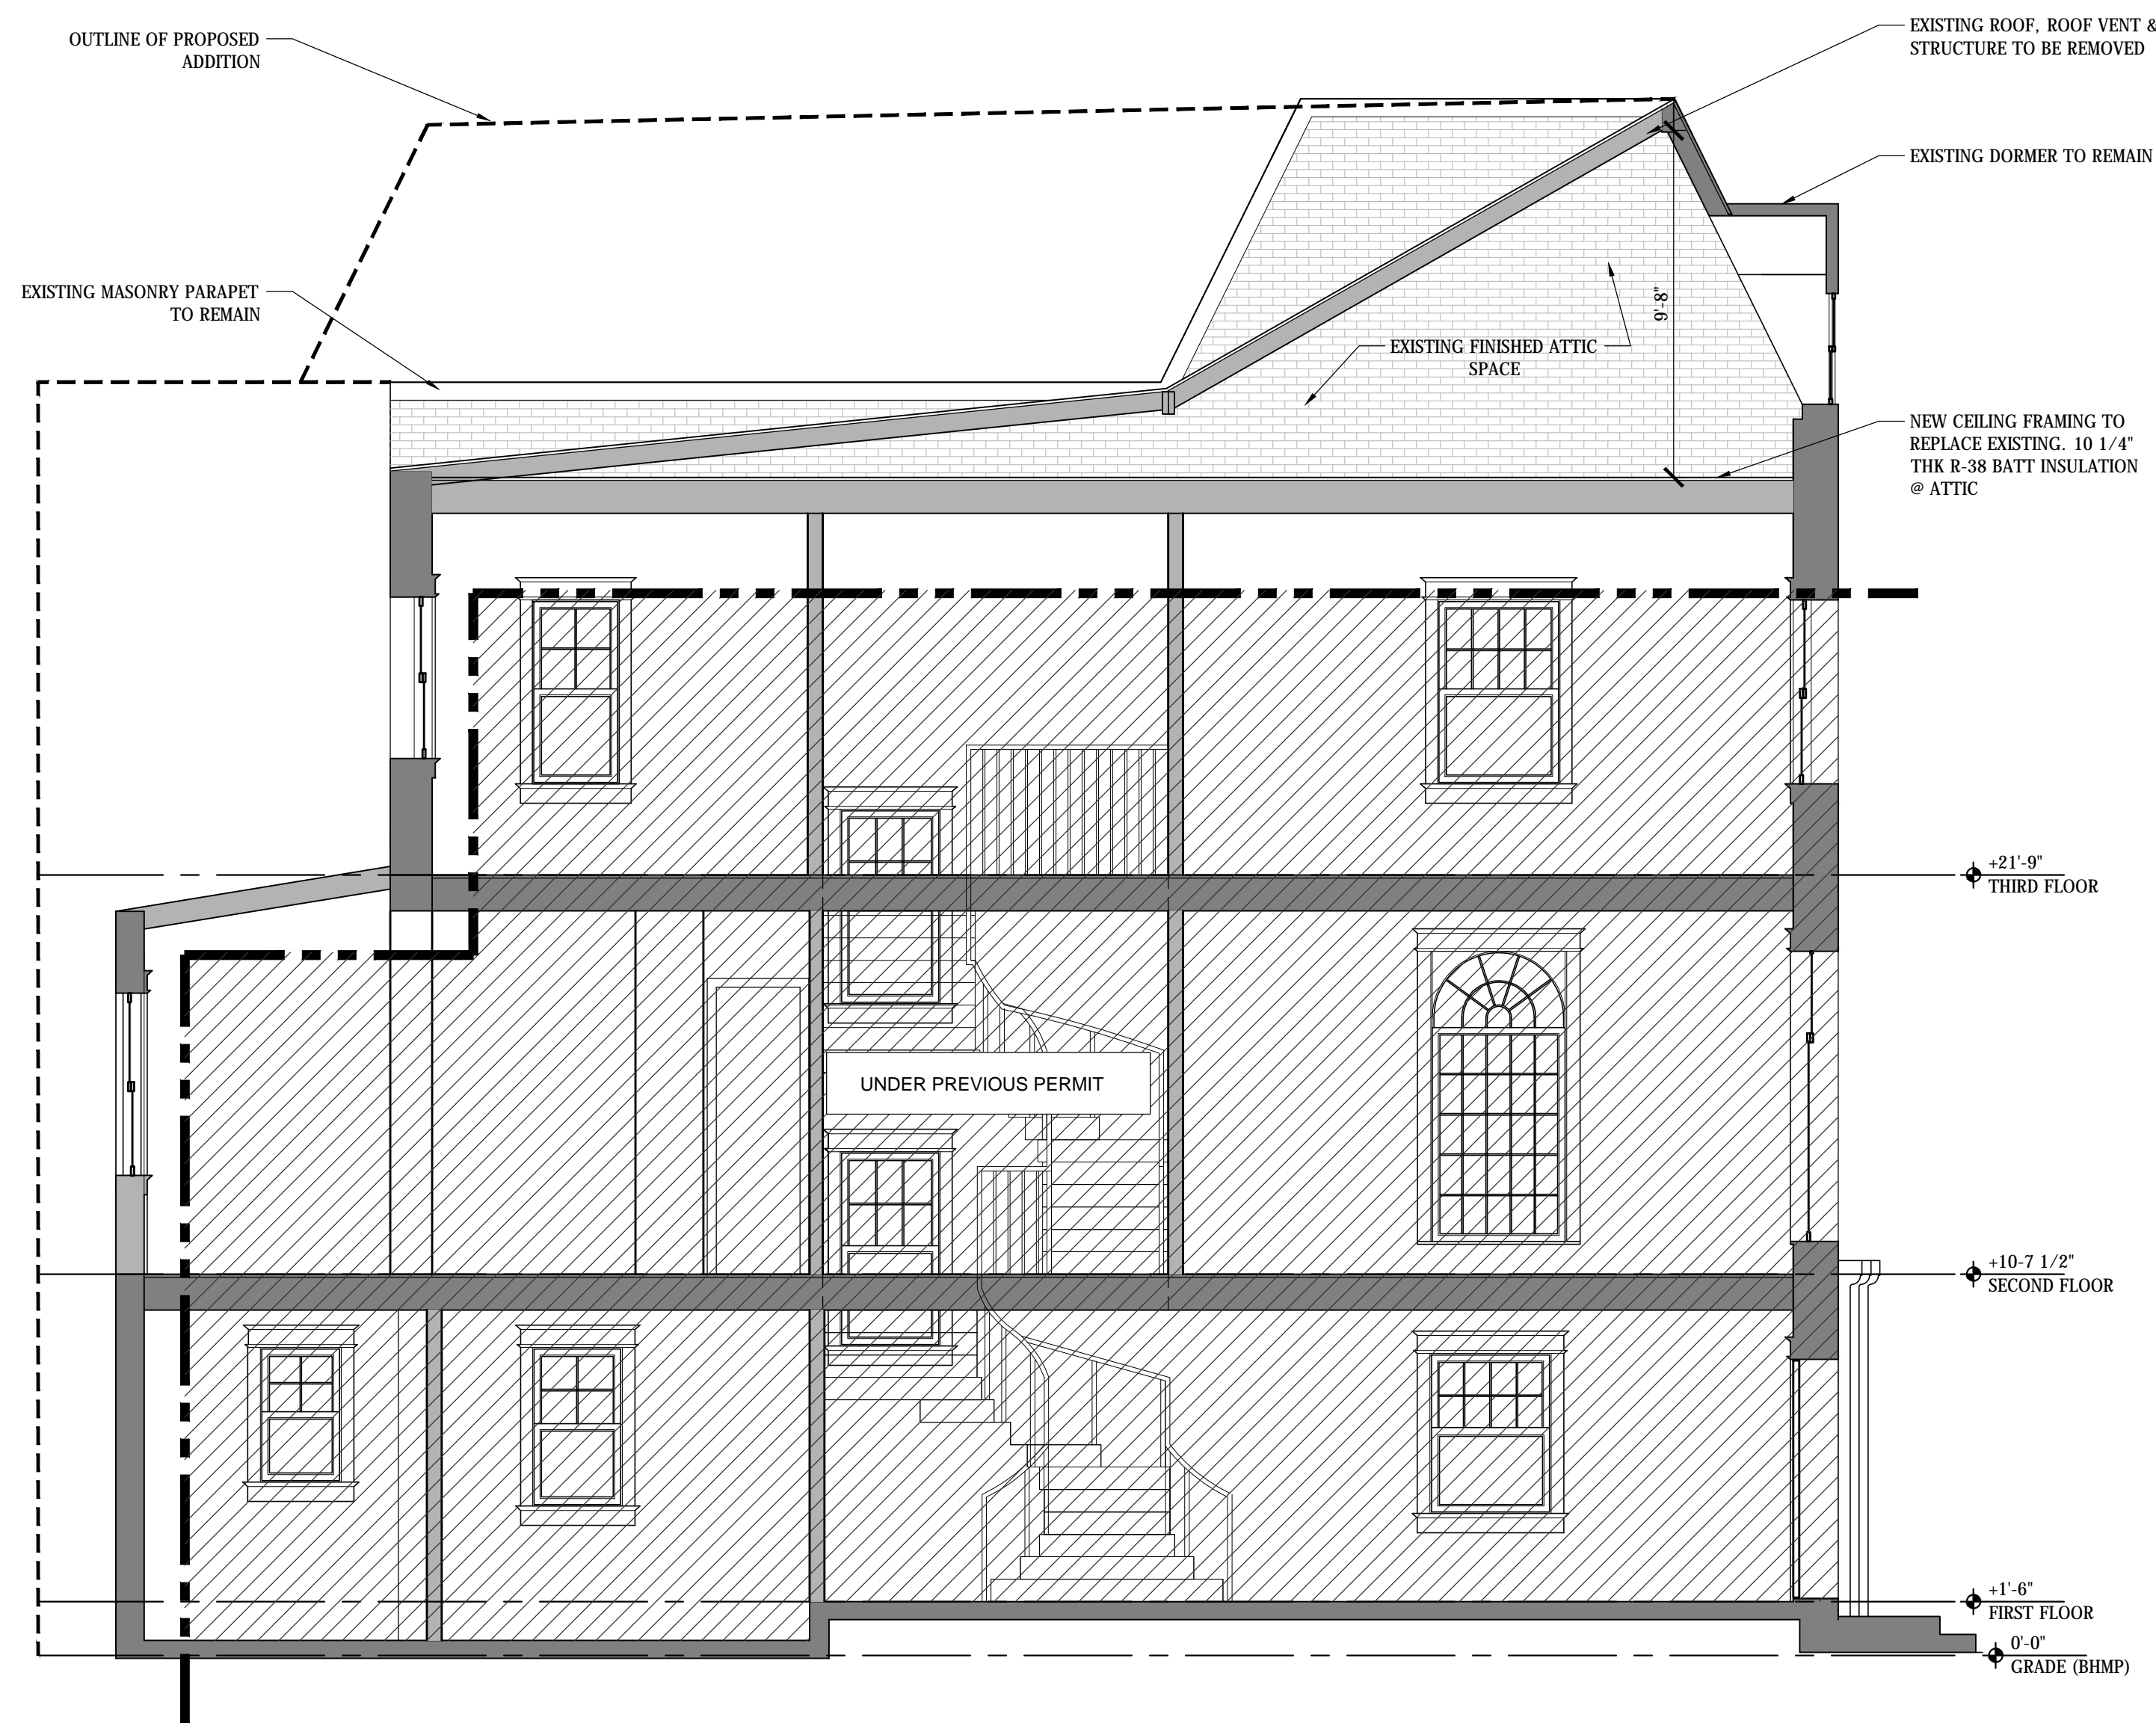 OUTLINE OF PROPOSED
ADDITION
EXISTING ROOF, ROOF VENT &
STRUCTURE TO BE REMOVED
EXISTING DORMER TO REMAIN
EXISTING MASONRY PARAPET
TO REMAIN
9'-8"
EXISTING FINISHED ATTIC
SPACE
NEW CEILING FRAMING TO
REPLACE EXISTING. 10 1/4"
THK R-38 BATT INSULATION
@ ATTIC
+21'-9"
THIRD FLOOR
UNDER PREVIOUS PERMIT
+10-7 1/2"
SECOND FLOOR
+1'-6"
FIRST FLOOR
0'-0"
GRADE (BHMP)